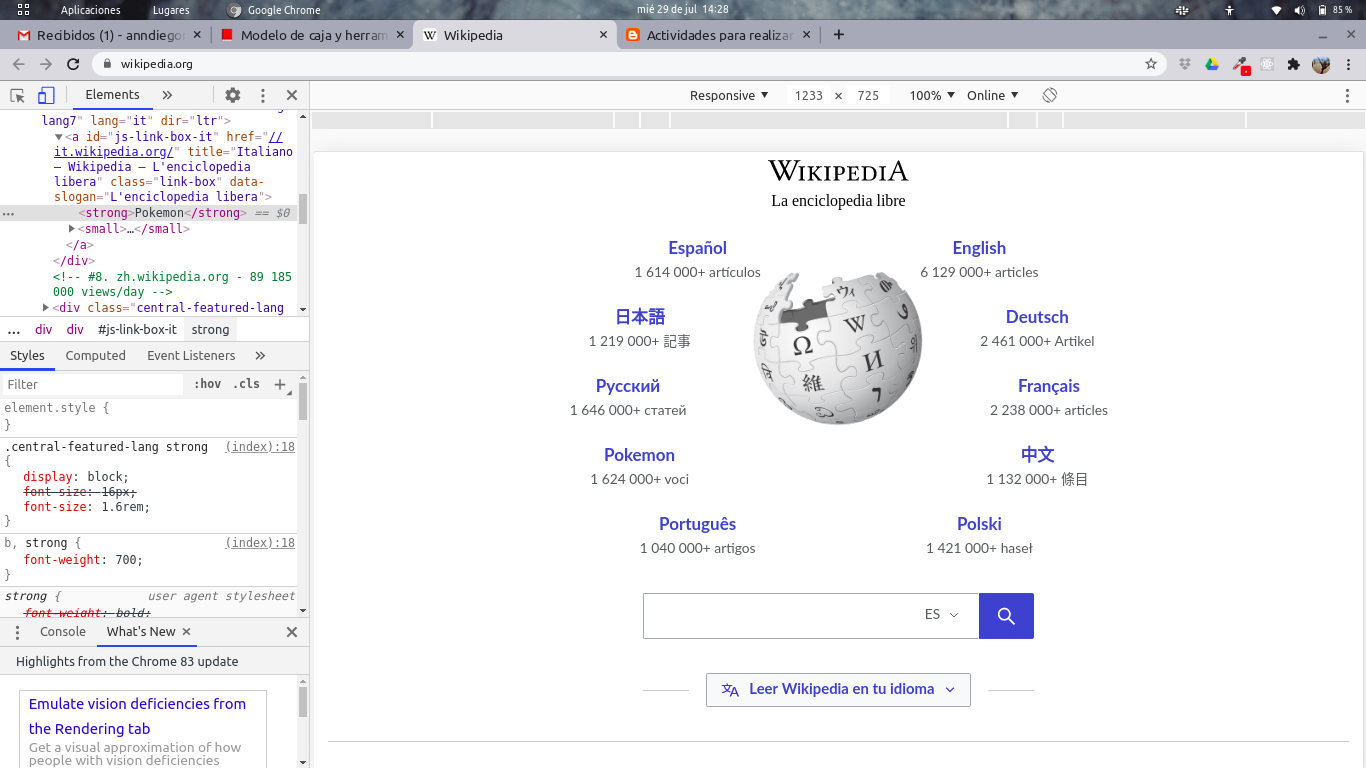 Aplicaciones Lugares Google Chrome mié 29 de jul 14:28 85 %
Recibidos (1) - anndiegor × Modelo de caja y herram × Wikipedia × Actividades para realizar × +
wikipedia.org
Elements » Responsive 1233 × 725 100% Online
lang7" lang="it" dir="ltr">
<a id="js-link-box-it" href="//
it.wikipedia.org/" title="Italiano
— Wikipedia — L'enciclopedia
libera" class="link-box" data-
slogan="L'enciclopedia libera">
… <strong>Pokemon</strong> == $0
<small>…</small>
</a>
</div>
<!-- #8. zh.wikipedia.org - 89 185
000 views/day -->
<div class="central-featured-lang
… div div #js-link-box-it strong
Styles Computed Event Listeners »
Filter :hov .cls +
element.style {
}
.central-featured-lang strong (index):18
{
display: block;
font-size: 16px;
font-size: 1.6rem;
}
b, strong { (index):18
font-weight: 700;
}
strong { user agent stylesheet
font-weight: bold;
Console What's New ×
Highlights from the Chrome 83 update
Emulate vision deficiencies from
the Rendering tab
Get a visual approximation of how
people with vision deficiencies
WIKIPEDIA
La enciclopedia libre
Español English
1 614 000+ artículos 6 129 000+ articles
日本語 Deutsch
1 219 000+ 記事 2 461 000+ Artikel
Русский Français
1 646 000+ статей 2 238 000+ articles
Pokemon 中文
1 624 000+ voci 1 132 000+ 條目
Português Polski
1 040 000+ artigos 1 421 000+ haseł
ES
Leer Wikipedia en tu idioma
Ω W И 維